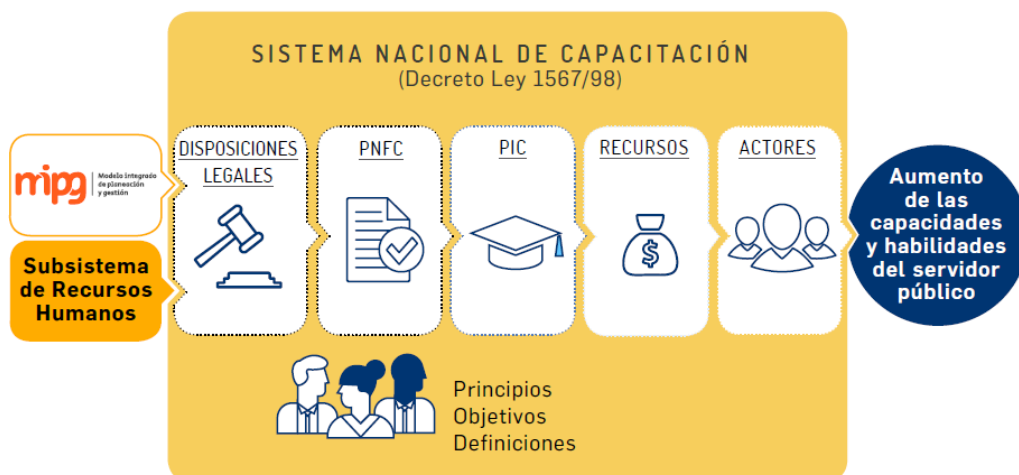 SISTEMA NACIONAL DE CAPACITACIÓN
(Decreto Ley 1567/98)
mipg
Modelo integrado
de planeación
y gestión
Subsistema
de Recursos
Humanos
DISPOSICIONES
LEGALES
PNFC
PIC
RECURSOS
$
ACTORES
Aumento
de las
capacidades
y habilidades
del servidor
público
Principios
Objetivos
Definiciones